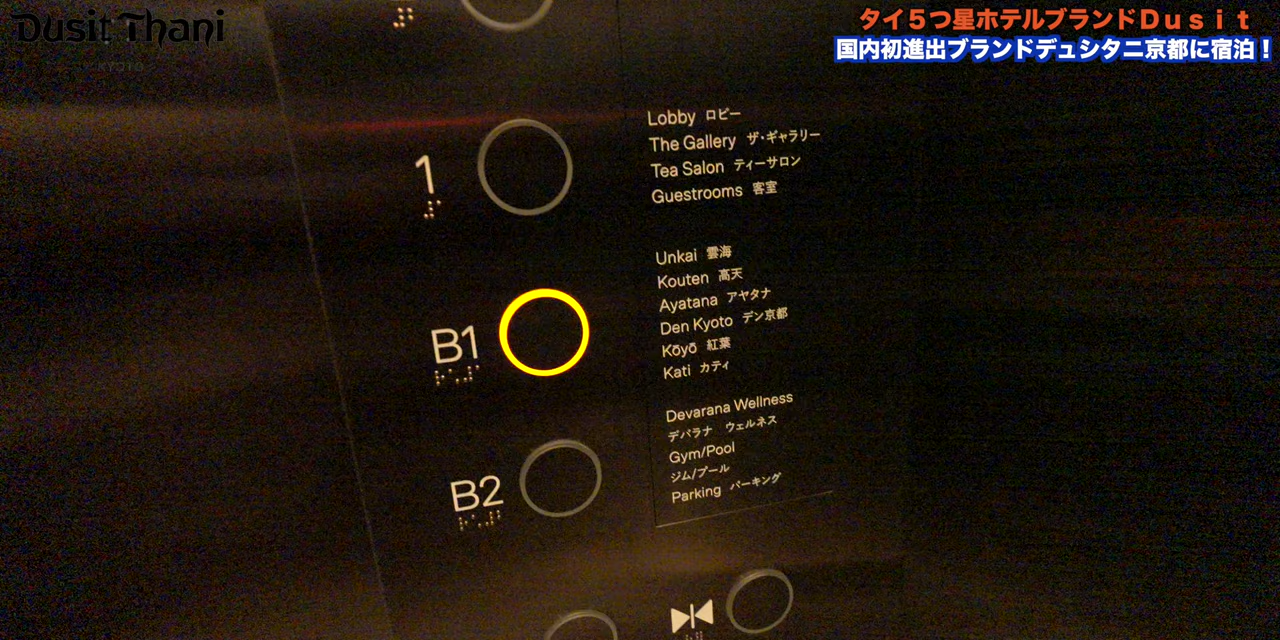 Dusit Thani
KYOTO
タイ５つ星ホテルブランドＤｕｓｉｔ
国内初進出ブランドデュシタニ京都に宿泊！
1
Lobby ロビー
The Gallery ザ・ギャラリー
Tea Salon ティーサロン
Guestrooms 客室
B1
Unkai 雲海
Kouten 高天
Ayatana アヤタナ
Den Kyoto デン京都
Kōyō 紅葉
Kati カティ
B2
Devarana Wellness
デバラナ ウェルネス
Gym/Pool
ジム/プール
Parking パーキング